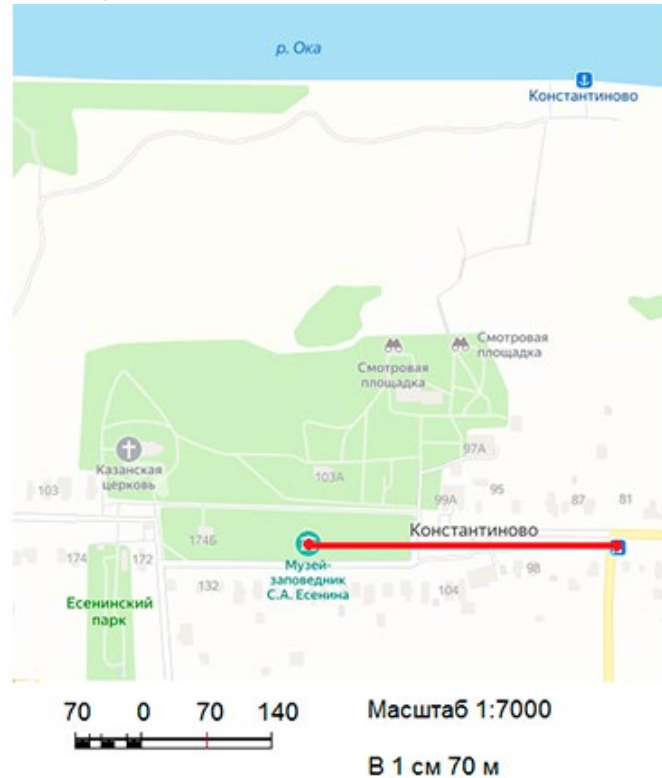 р. Ока
Константиново
Смотровая
площадка
Смотровая
площадка
Казанская
церковь
97А
103А
103
99А
95
87
81
174Б
Константиново
174
172
Музей-
заповедник
С.А. Есенина
132
98
104
Есенинский
парк
70 0 70 140
Масштаб 1:7000
В 1 см 70 м